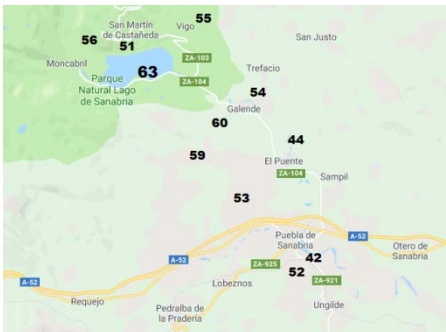 55
San Martín
de Castañeda
Vigo
56
51
San Justo
Moncabril
63
ZA-103
Trefacio
Parque
Natural Lago
de Sanabria
ZA-104
54
Galende
60
44
59
El Puente
ZA-104
Sampil
53
Puebla de
Sanabria
A-52
Otero de
Sanabria
A-52
42
ZA-925
52
A-52
Lobeznos
ZA-921
Requejo
Pedralba de
la Pradería
Ungilde